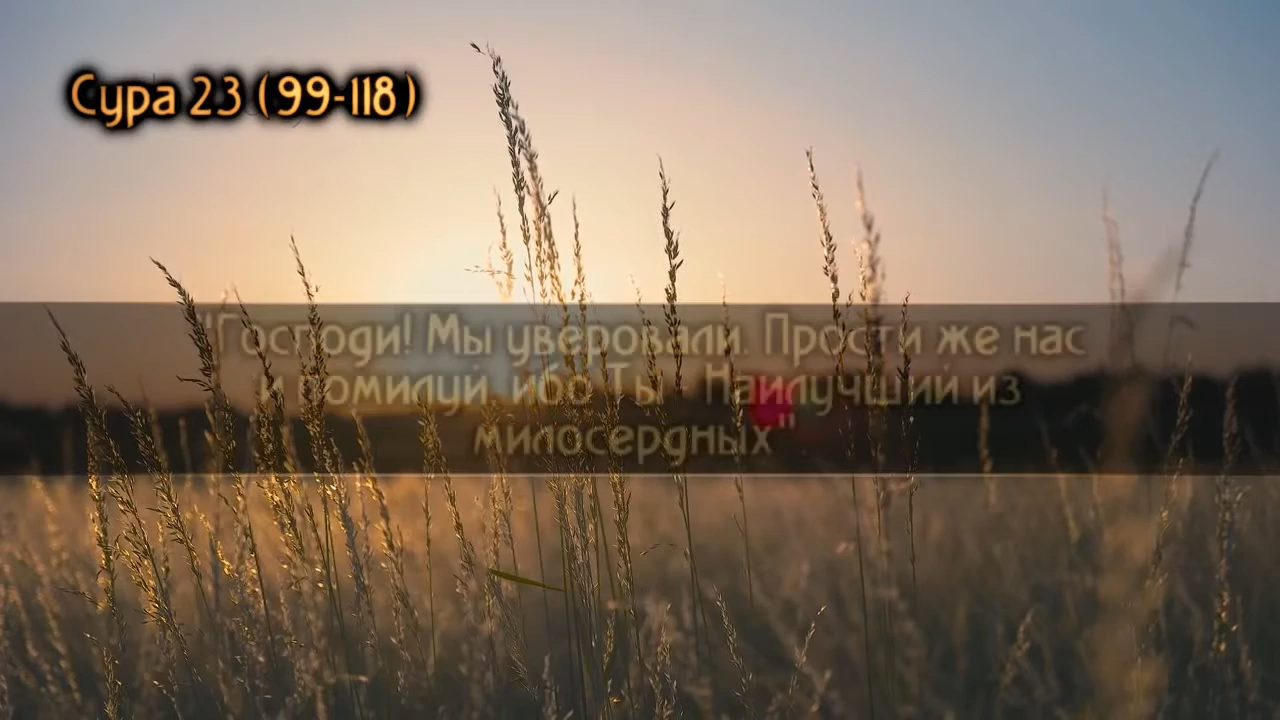 Сура 23 (99-118)
"Господи! Мы уверовали. Прости же нас
и помилуй, ибо Ты - Наилучший из
милосердных"